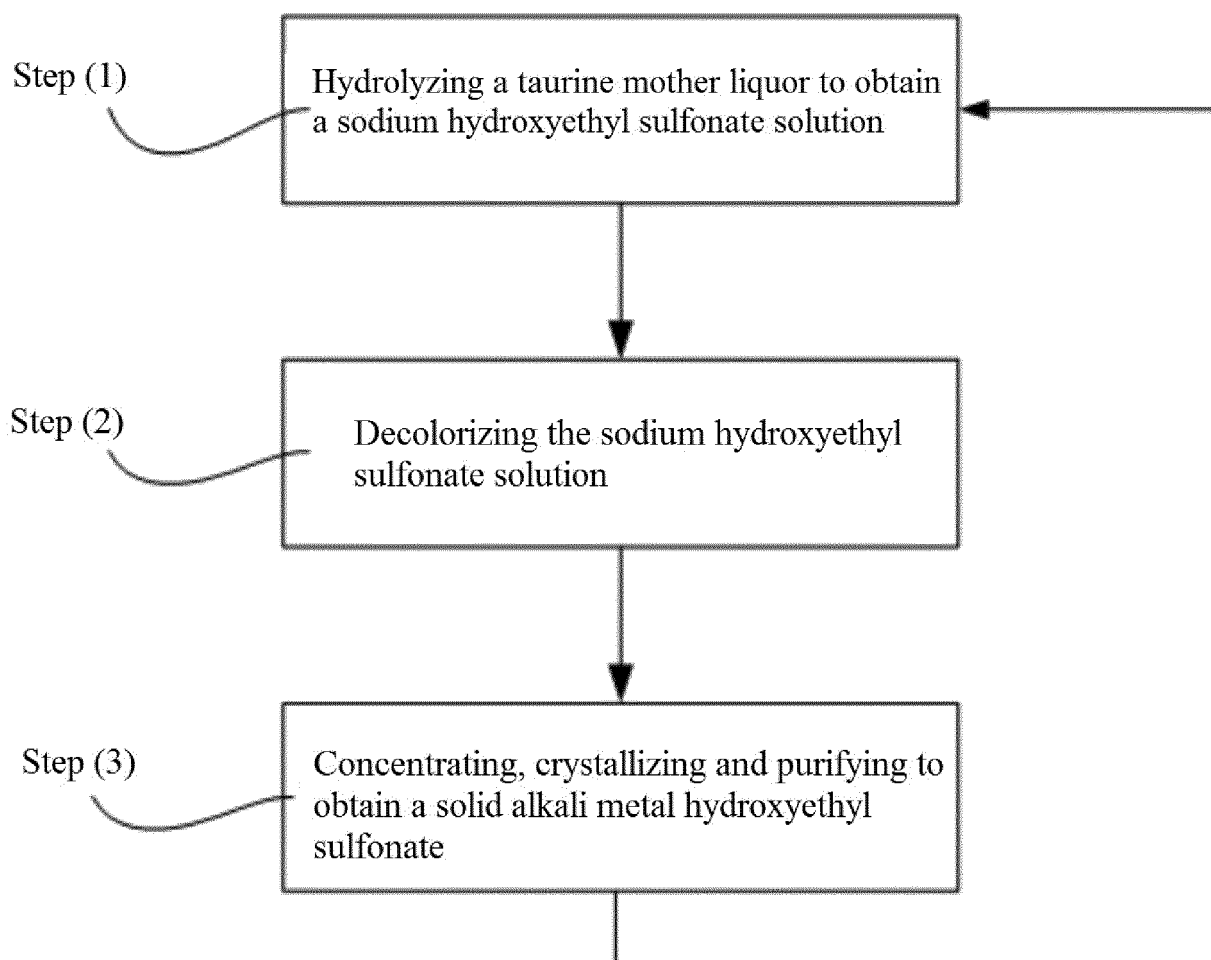 Step (1)
Hydrolyzing a taurine mother liquor to obtain
a sodium hydroxyethyl sulfonate solution
Step (2)
Decolorizing the sodium hydroxyethyl
sulfonate solution
Step (3)
Concentrating, crystallizing and purifying to
obtain a solid alkali metal hydroxyethyl
sulfonate